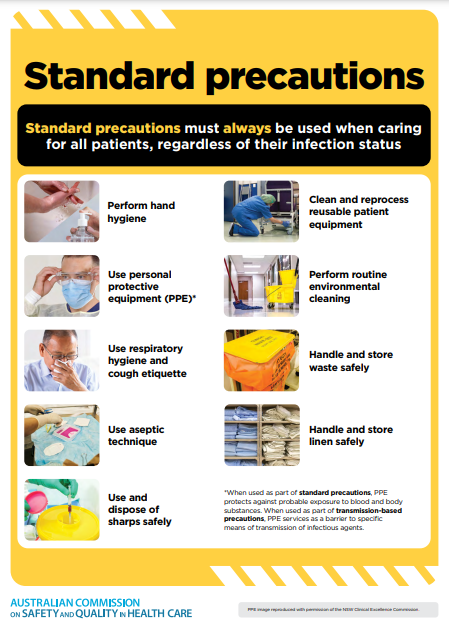 Standard precautions
Standard precautions must always be used when caring
for all patients, regardless of their infection status
Perform hand
hygiene
Use personal
protective
equipment (PPE)*
Use respiratory
hygiene and
cough etiquette
Use aseptic
technique
Use and
dispose of
sharps safely
Clean and reprocess
reusable patient
equipment
Perform routine
environmental
cleaning
Handle and store
waste safely
Handle and store
linen safely
*When used as part of standard precautions, PPE
protects against probable exposure to blood and body
substances. When used as part of transmission-based
precautions, PPE services as a barrier to specific
means of transmission of infectious agents.
AUSTRALIAN COMMISSION
ON SAFETY AND QUALITY IN HEALTH CARE
PPE image reproduced with permission of the NSW Clinical Excellence Commission.